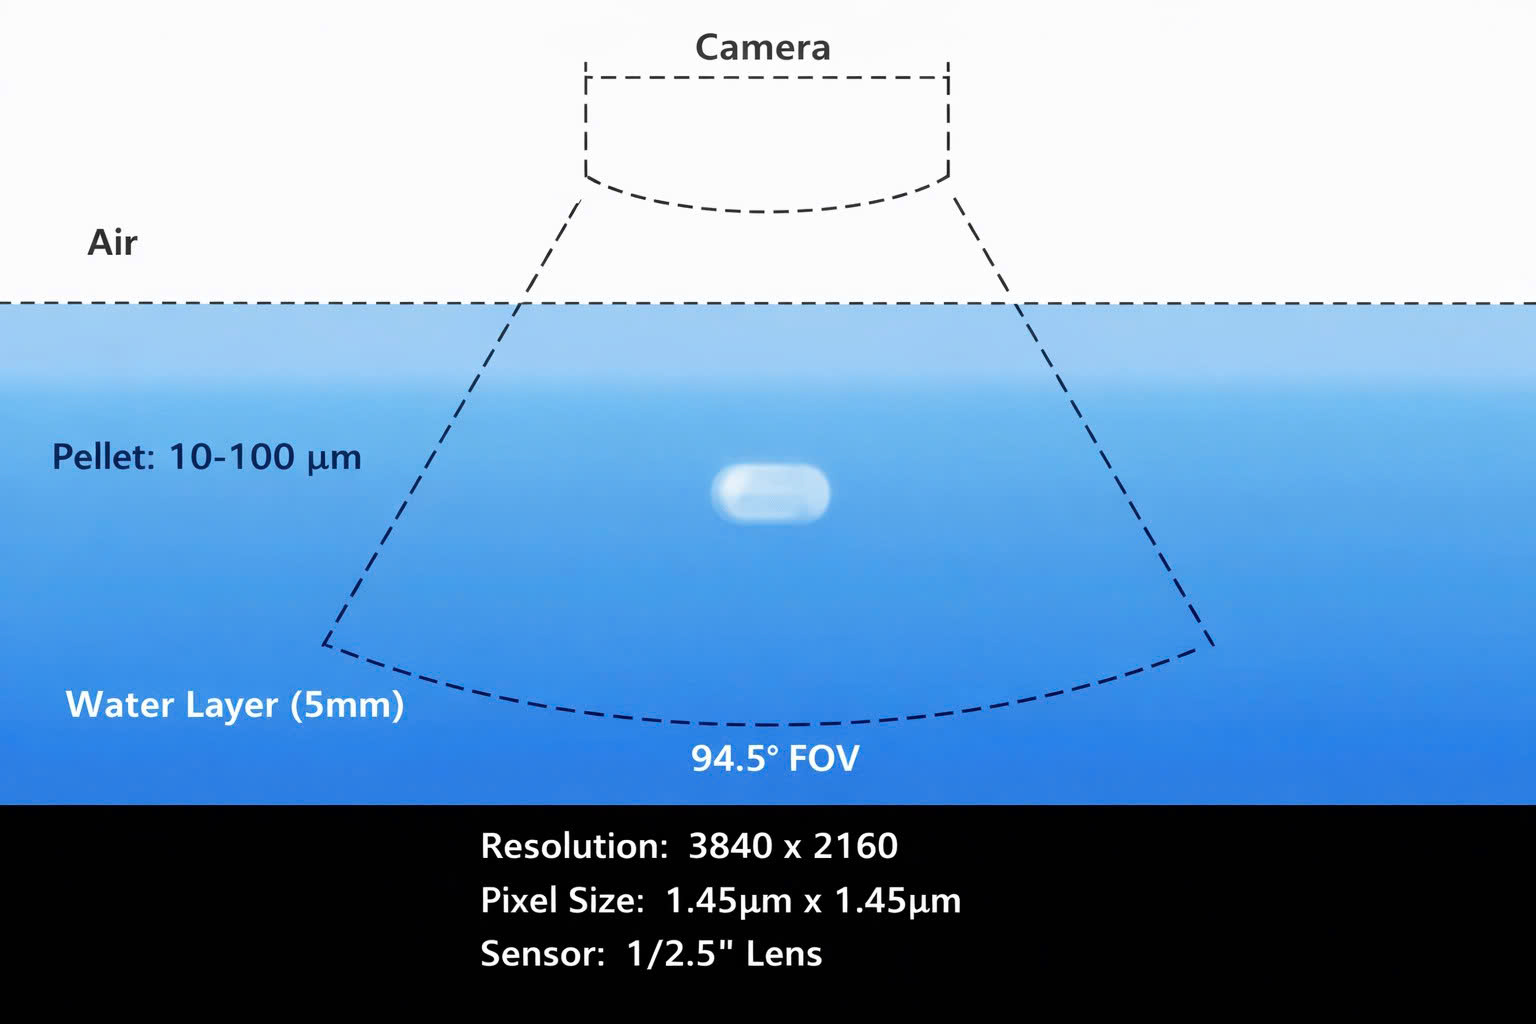 Camera
Air
Pellet: 10-100 µm
Water Layer (5mm)
94.5° FOV
Resolution: 3840 x 2160
Pixel Size: 1.45µm x 1.45µm
Sensor: 1/2.5" Lens